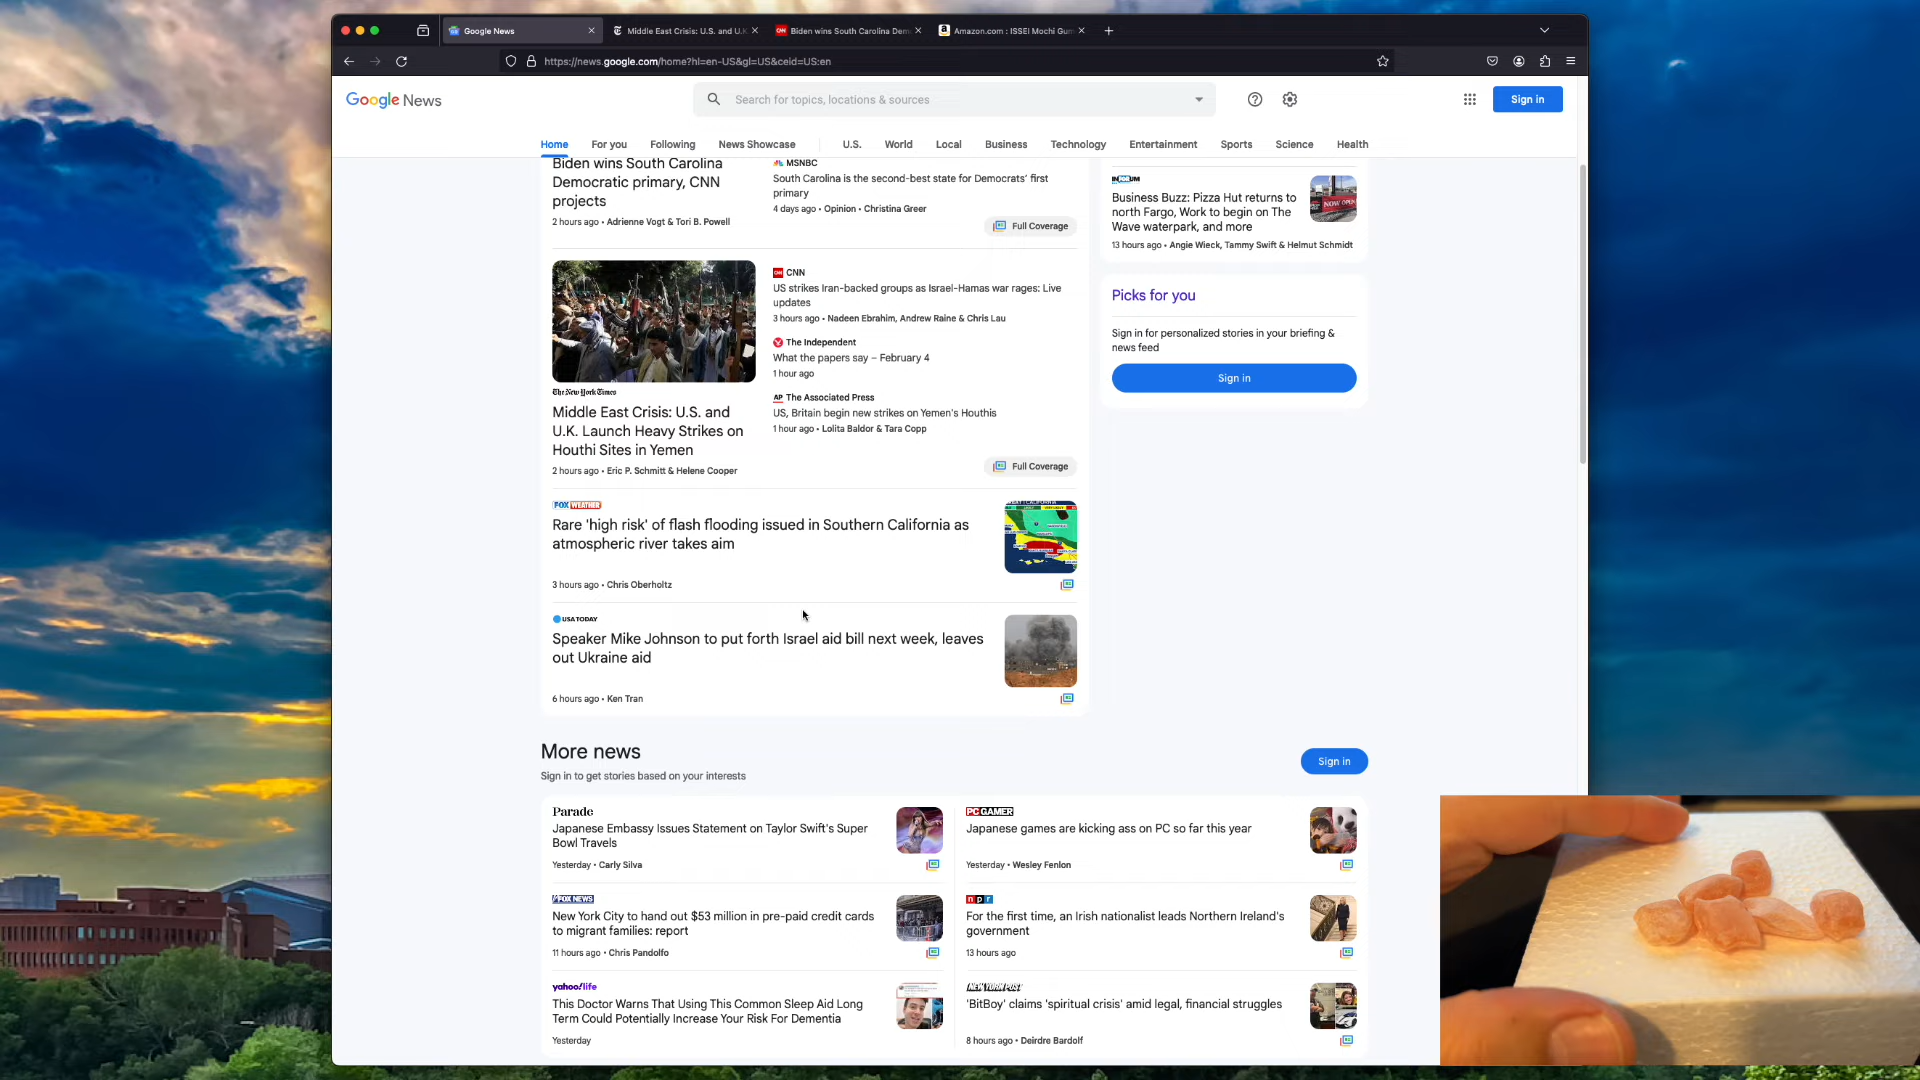 Google News
Middle East Crisis: U.S. and U.K.
Biden wins South Carolina Dem
Amazon.com : ISSEI Mochi Gum
https://news.google.com/home?hl=en-US&gl=US&ceid=US:en
Google News
Search for topics, locations & sources
Sign in
Home
For you
Following
News Showcase
U.S.
World
Local
Business
Technology
Entertainment
Sports
Science
Health
Biden wins South Carolina
Democratic primary, CNN
projects
2 hours ago • Adrienne Vogt & Tori B. Powell
MSNBC
South Carolina is the second-best state for Democrats' first
primary
4 days ago • Opinion • Christina Greer
Full Coverage
The New York Times
Middle East Crisis: U.S. and
U.K. Launch Heavy Strikes on
Houthi Sites in Yemen
2 hours ago • Eric P. Schmitt & Helene Cooper
CNN
US strikes Iran-backed groups as Israel-Hamas war rages: Live
updates
3 hours ago • Nadeen Ebrahim, Andrew Raine & Chris Lau
The Independent
What the papers say – February 4
1 hour ago
AP The Associated Press
US, Britain begin new strikes on Yemen's Houthis
1 hour ago • Lolita Baldor & Tara Copp
Full Coverage
FOX WEATHER
Rare 'high risk' of flash flooding issued in Southern California as
atmospheric river takes aim
3 hours ago • Chris Oberholtz
USA TODAY
Speaker Mike Johnson to put forth Israel aid bill next week, leaves
out Ukraine aid
6 hours ago • Ken Tran
INFORUM
Business Buzz: Pizza Hut returns to
north Fargo, Work to begin on The
Wave waterpark, and more
NOW OPEN
13 hours ago • Angie Wieck, Tammy Swift & Helmut Schmidt
Picks for you
Sign in for personalized stories in your briefing &
news feed
Sign in
More news
Sign in to get stories based on your interests
Sign in
Parade
Japanese Embassy Issues Statement on Taylor Swift's Super
Bowl Travels
Yesterday • Carly Silva
PC GAMER
Japanese games are kicking ass on PC so far this year
Yesterday • Wesley Fenlon
FOX NEWS
New York City to hand out $53 million in pre-paid credit cards
to migrant families: report
11 hours ago • Chris Pandolfo
npr
For the first time, an Irish nationalist leads Northern Ireland's
government
13 hours ago
yahoo!life
This Doctor Warns That Using This Common Sleep Aid Long
Term Could Potentially Increase Your Risk For Dementia
Yesterday
NEW YORK POST
'BitBoy' claims 'spiritual crisis' amid legal, financial struggles
8 hours ago • Deirdre Bardolf